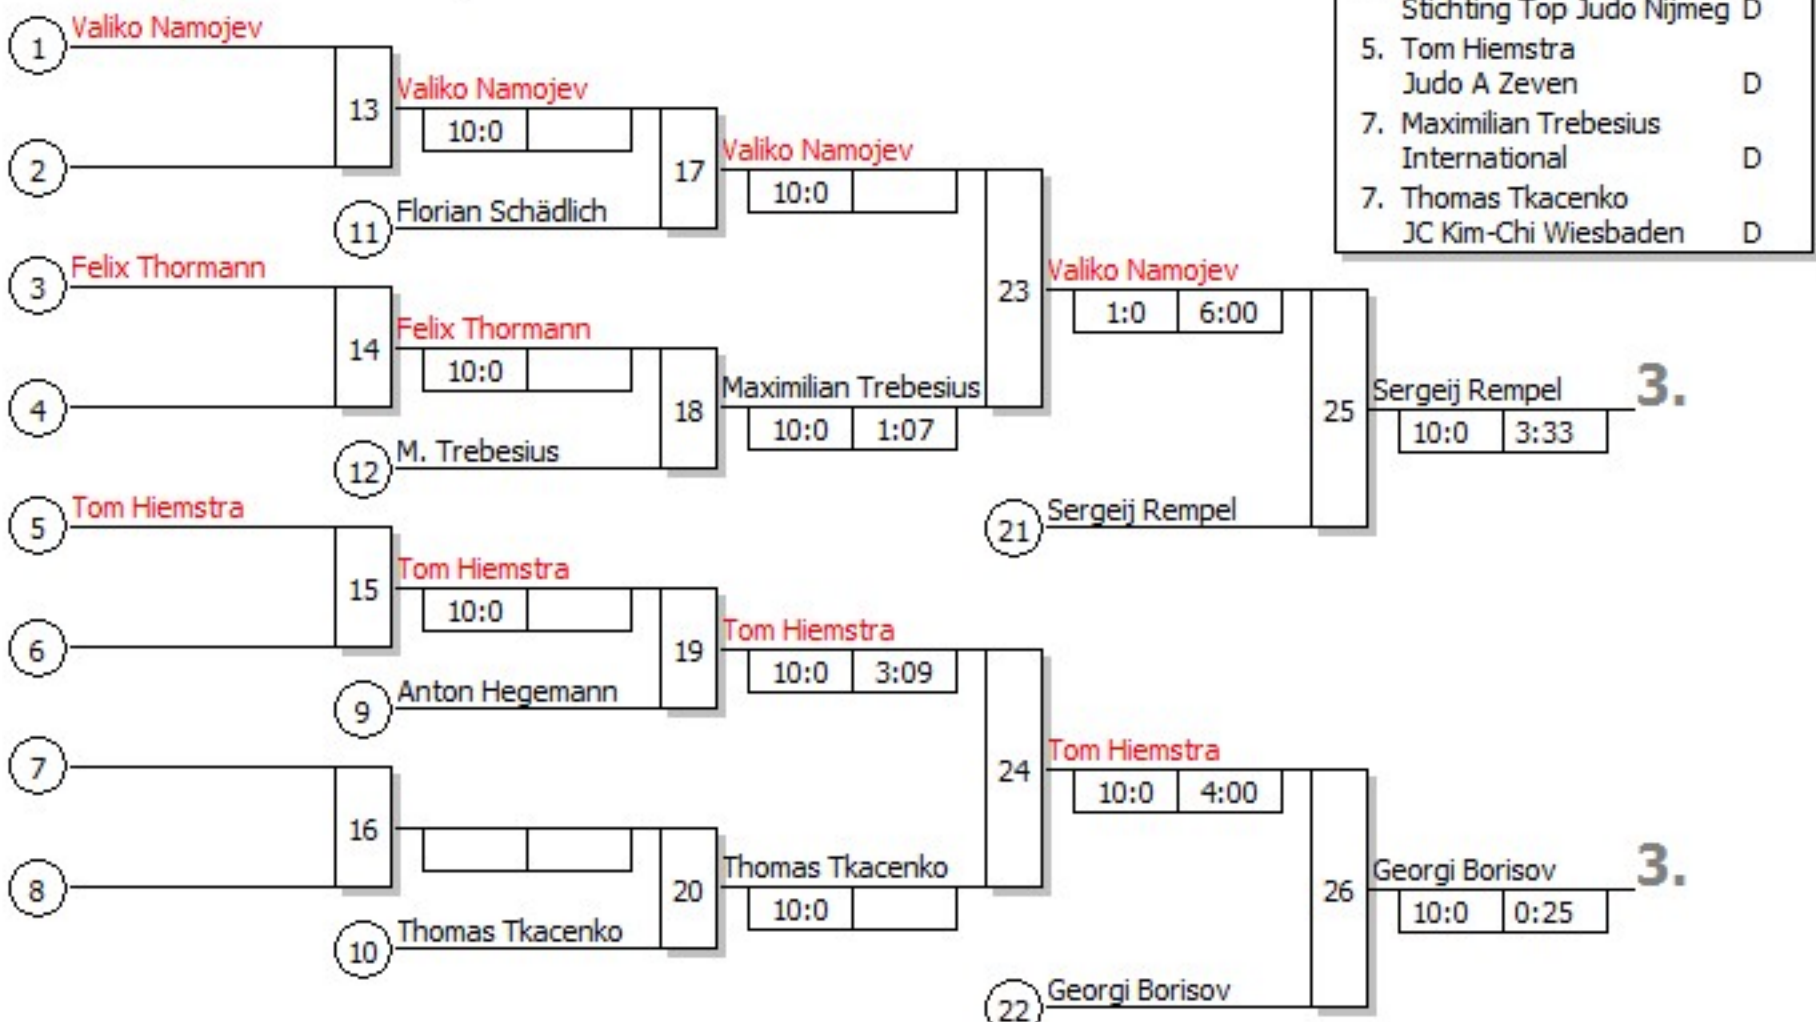 Stichting Top Judo Nijmeg D
5. Tom Hiemstra
Judo A Zeven D
7. Maximilian Trebesius
International D
7. Thomas Tkacenko
JC Kim-Chi Wiesbaden D
1 Valiko Namojev
13
Valiko Namojev
10:0
2
17
Valiko Namojev
10:0
11 Florian Schädlich
3 Felix Thormann
14
Felix Thormann
10:0
4
18
Maximilian Trebesius
10:0 1:07
12 M. Trebesius
23
Valiko Namojev
1:0 6:00
25
Sergeij Rempel 3.
10:0 3:33
21 Sergeij Rempel
5 Tom Hiemstra
15
Tom Hiemstra
10:0
6
19
Tom Hiemstra
10:0 3:09
9 Anton Hegemann
7
16
8
20
Thomas Tkacenko
10:0
10 Thomas Tkacenko
24
Tom Hiemstra
10:0 4:00
26
Georgi Borisov 3.
10:0 0:25
22 Georgi Borisov